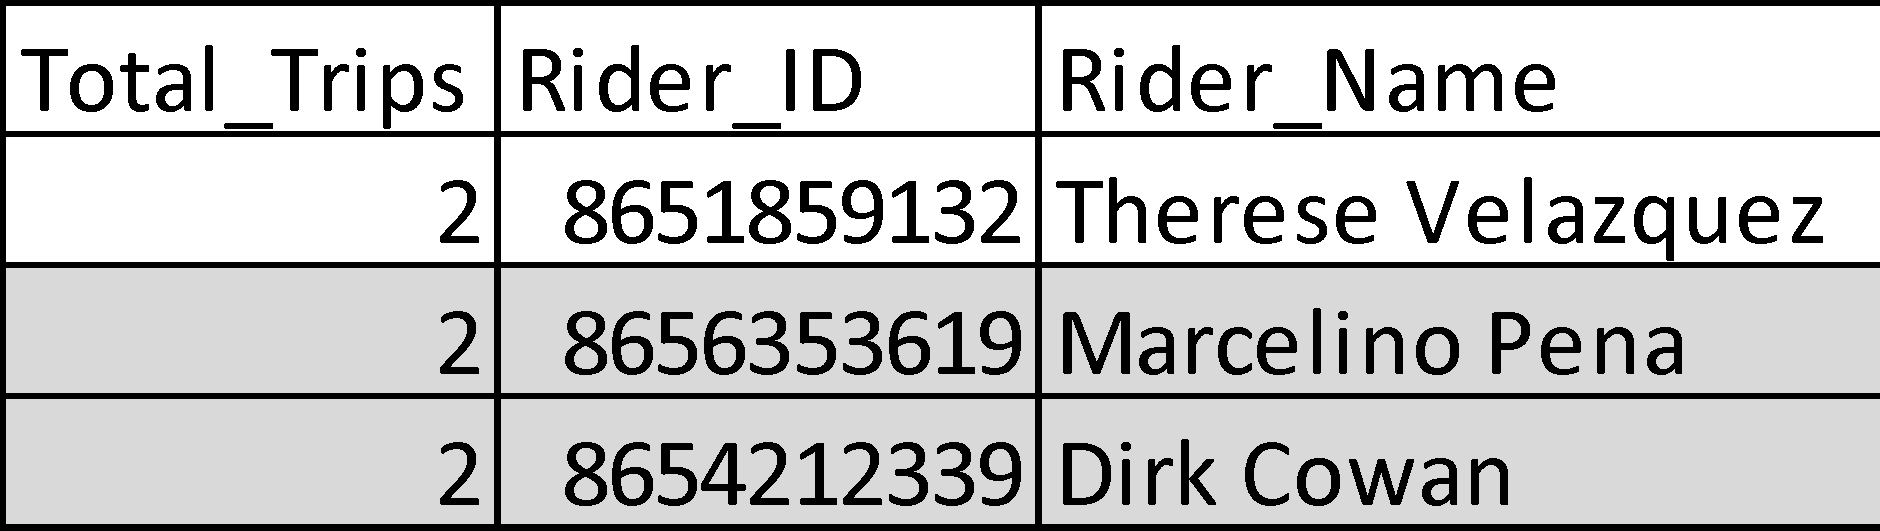 Total_Trips Rider_ID Rider_Name
2 8651859132 Therese Velazquez
2 8656353619 Marcelino Pena
2 8654212339 Dirk Cowan